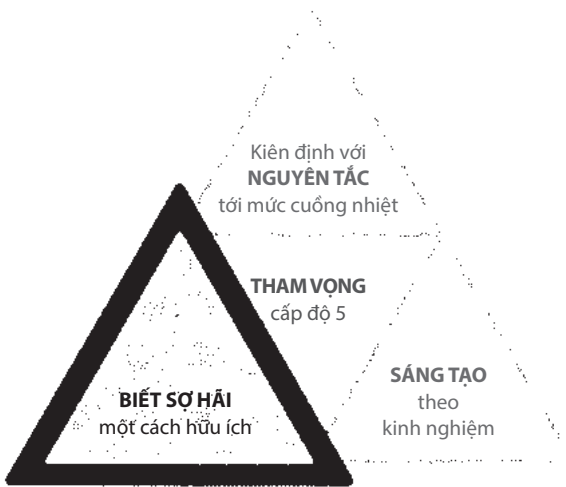 Kiên định với
NGUYÊN TẮC
tới mức cuồng nhiệt
THAM VỌNG
cấp độ 5
SÁNG TẠO
theo
kinh nghiệm
BIẾT SỢ HÃI
một cách hữu ích